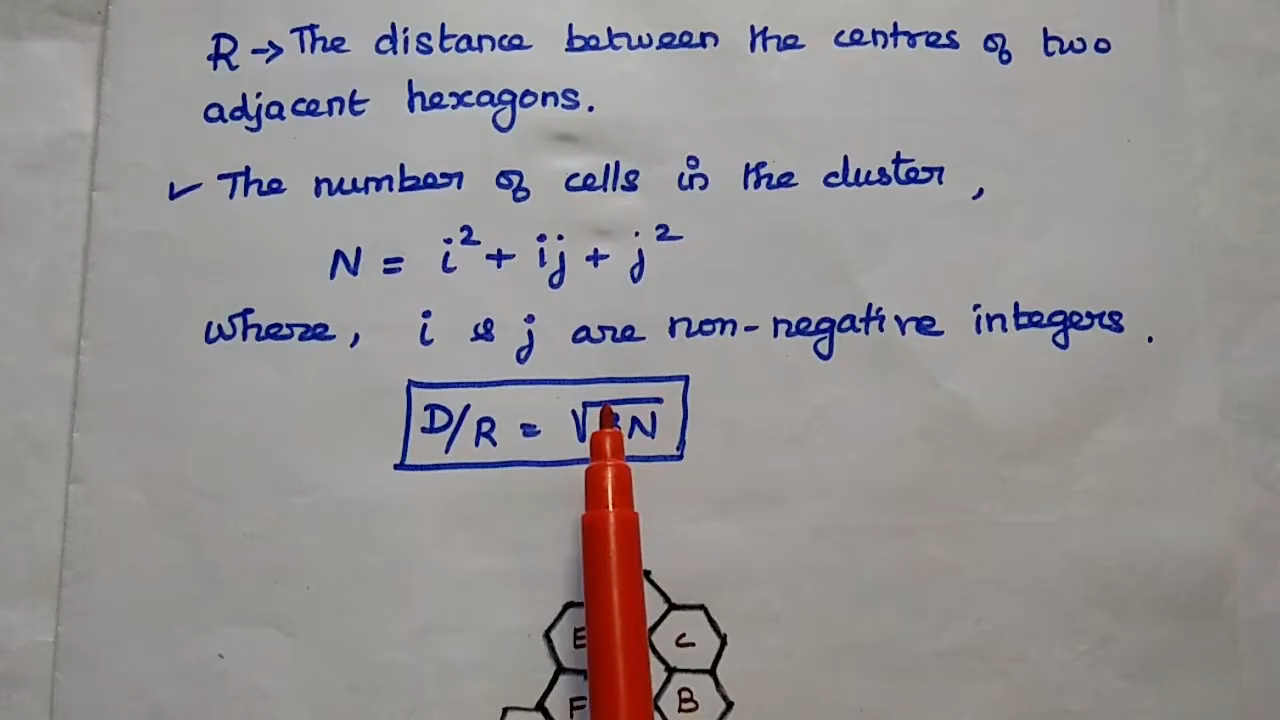 R → The distance between the centres of two
adjacent hexagons.
✓ The number of cells in the cluster,
N = i² + ij + j²
where, i & j are non-negative integers.
D/R = √3N
E C
F B